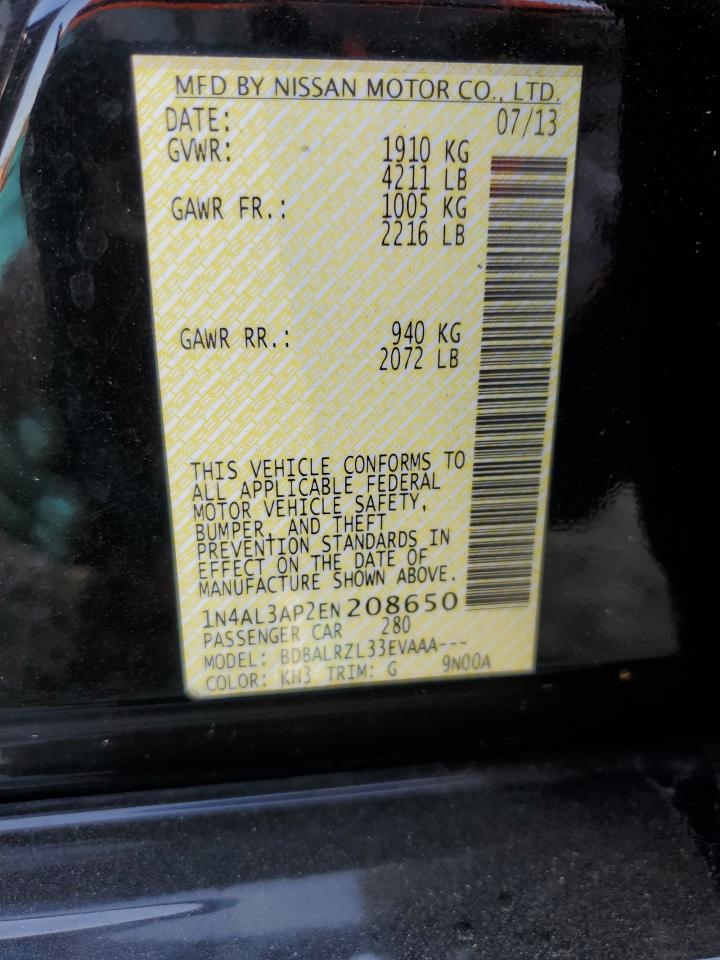 MFD BY NISSAN MOTOR CO., LTD.
DATE: 07/13
GVWR: 1910 KG
4211 LB
GAWR FR.: 1005 KG
2216 LB
GAWR RR.: 940 KG
2072 LB
THIS VEHICLE CONFORMS TO
ALL APPLICABLE FEDERAL
MOTOR VEHICLE SAFETY,
BUMPER, AND THEFT
PREVENTION STANDARDS IN
EFFECT ON THE DATE OF
MANUFACTURE SHOWN ABOVE.
1N4AL3AP2EN 208650
PASSENGER CAR 280
MODEL: BDBALRZL33EVAAA---
COLOR: KH3 TRIM: G 9N00A